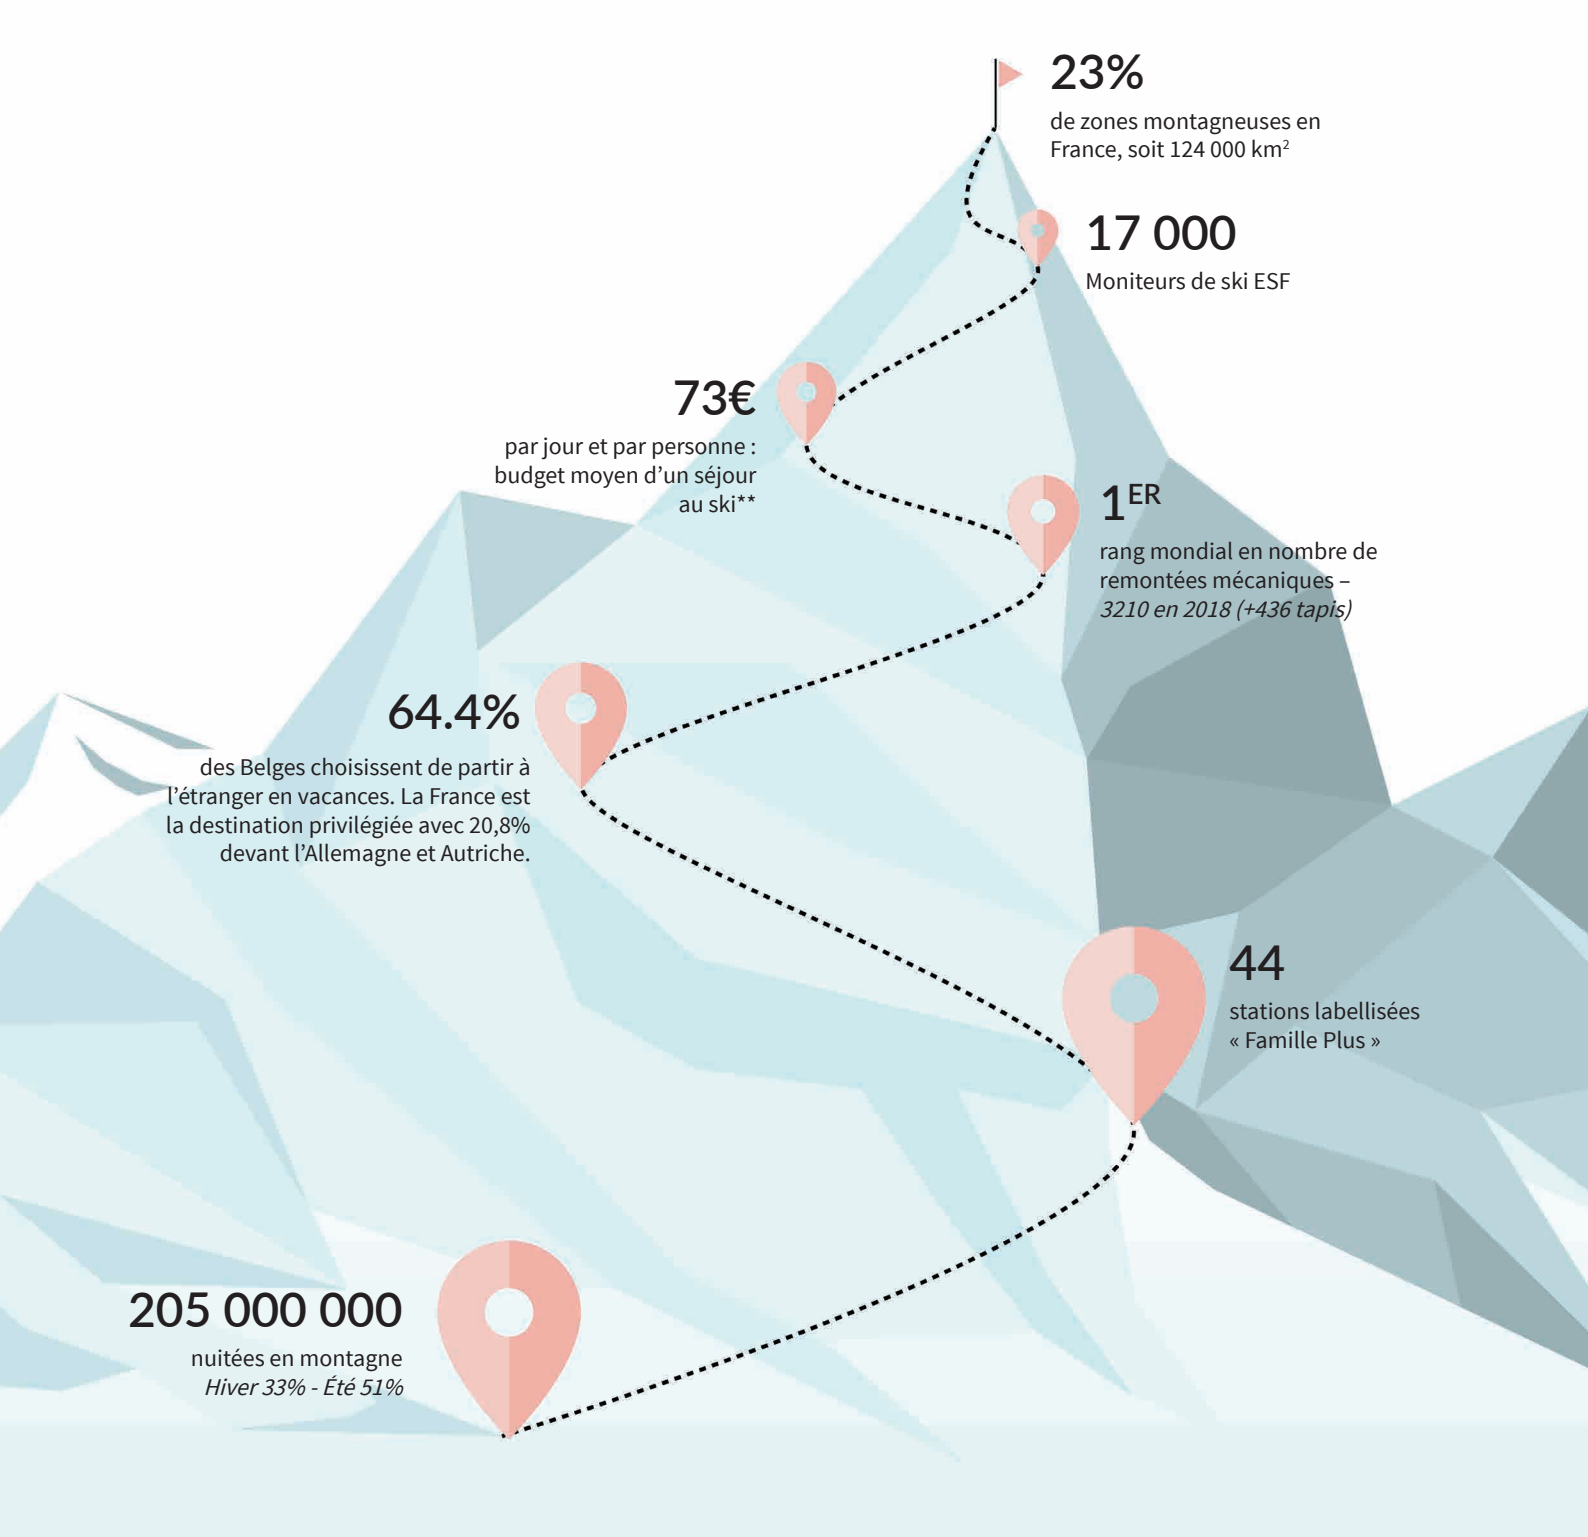 23%
de zones montagneuses en
France, soit 124 000 km²
17 000
Moniteurs de ski ESF
73€
par jour et par personne :
budget moyen d’un séjour
au ski**
1ER
rang mondial en nombre de
remontées mécaniques –
3210 en 2018 (+436 tapis)
64.4%
des Belges choisissent de partir à
l’étranger en vacances. La France est
la destination privilégiée avec 20,8%
devant l’Allemagne et Autriche.
44
stations labellisées
« Famille Plus »
205 000 000
nuitées en montagne
Hiver 33% - Été 51%